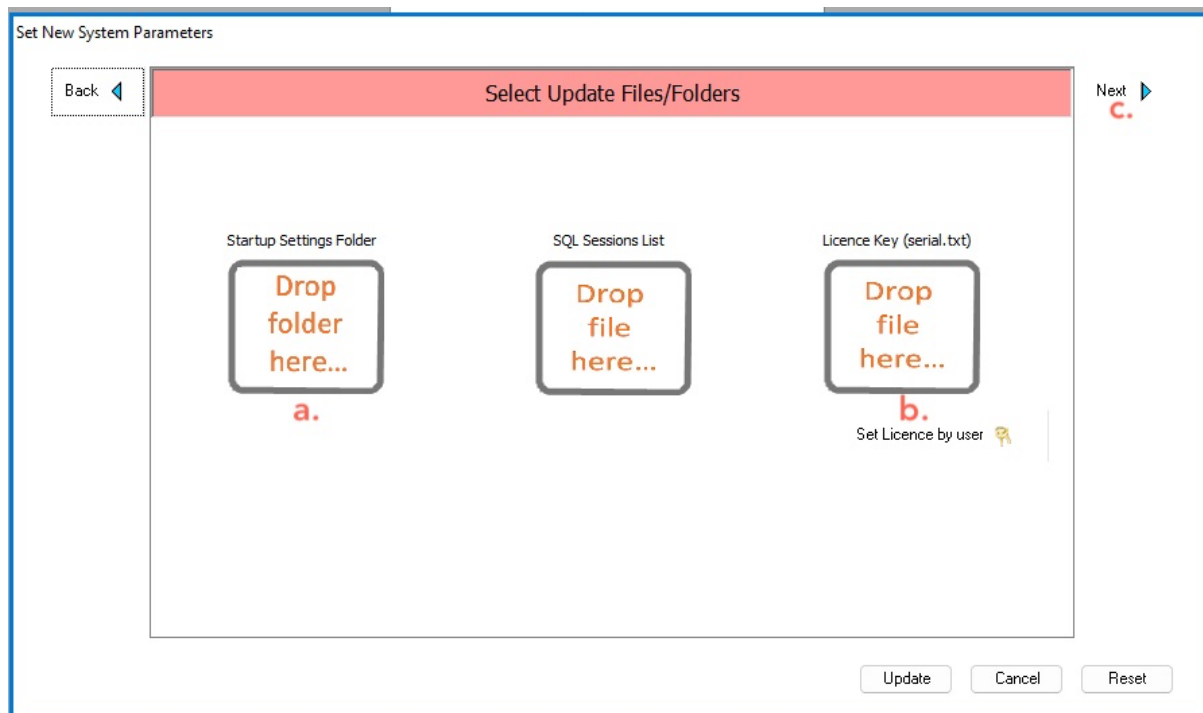 Set New System Parameters
Back
Select Update Files/Folders
Next
c.
Startup Settings Folder
SQL Sessions List
Licence Key (serial.txt)
Drop
folder
here...
Drop
file
here...
Drop
file
here...
a.
b.
Set Licence by user
Update
Cancel
Reset